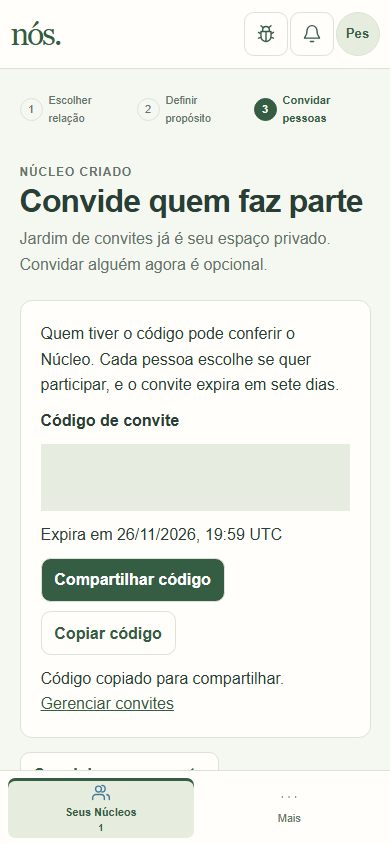 nós.
Pes
1
Escolher
relação
2
Definir
propósito
3
Convidar
pessoas
NÚCLEO CRIADO
Convide quem faz parte
Jardim de convites já é seu espaço privado.
Convidar alguém agora é opcional.
Quem tiver o código pode conferir o
Núcleo. Cada pessoa escolhe se quer
participar, e o convite expira em sete dias.
Código de convite
Expira em 26/11/2026, 19:59 UTC
Compartilhar código
Copiar código
Código copiado para compartilhar.
Gerenciar convites
Seus Núcleos
1
...
Mais